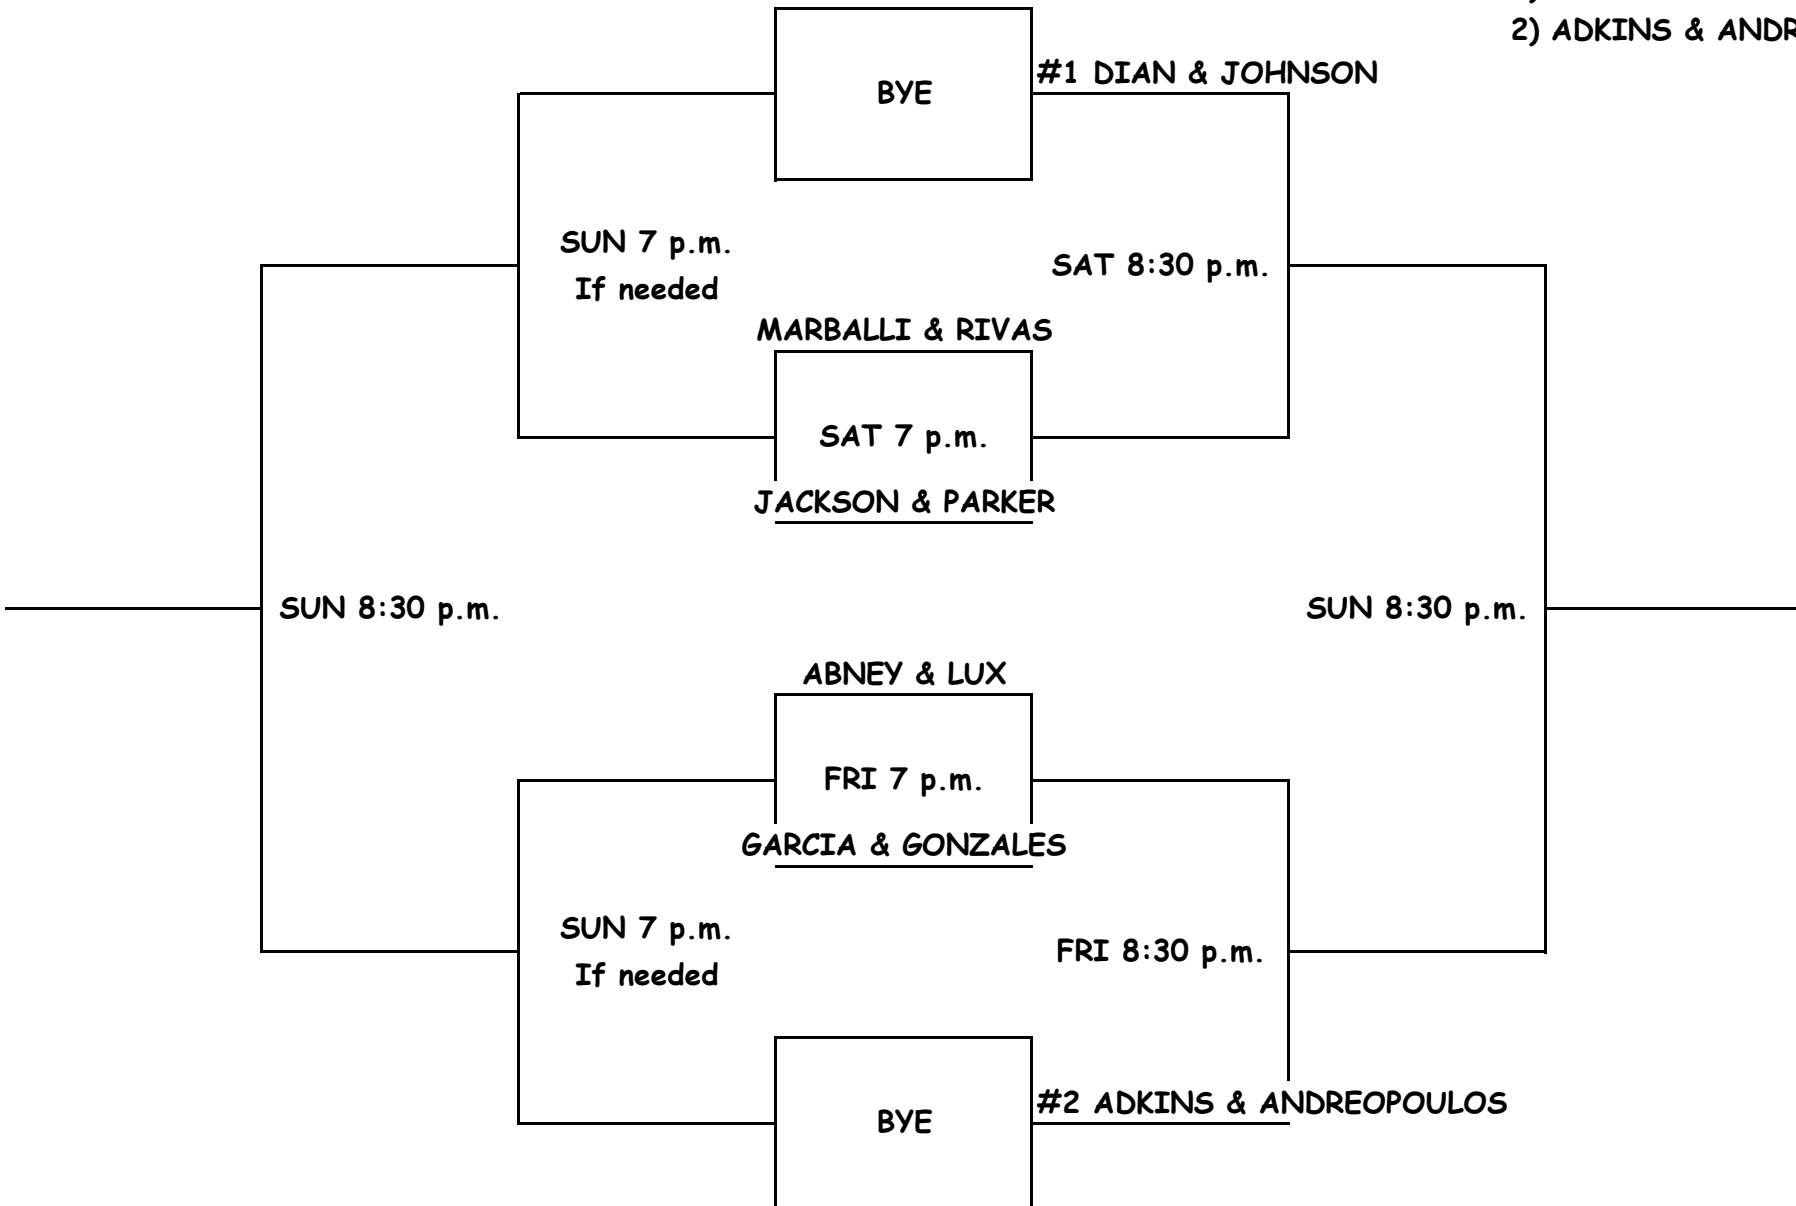 2) ADKINS & ANDR
#1 DIAN & JOHNSON
BYE
SUN 7 p.m.
If needed
SAT 8:30 p.m.
MARBALLI & RIVAS
SAT 7 p.m.
JACKSON & PARKER
SUN 8:30 p.m.
SUN 8:30 p.m.
ABNEY & LUX
FRI 7 p.m.
GARCIA & GONZALES
SUN 7 p.m.
If needed
FRI 8:30 p.m.
#2 ADKINS & ANDREOPOULOS
BYE